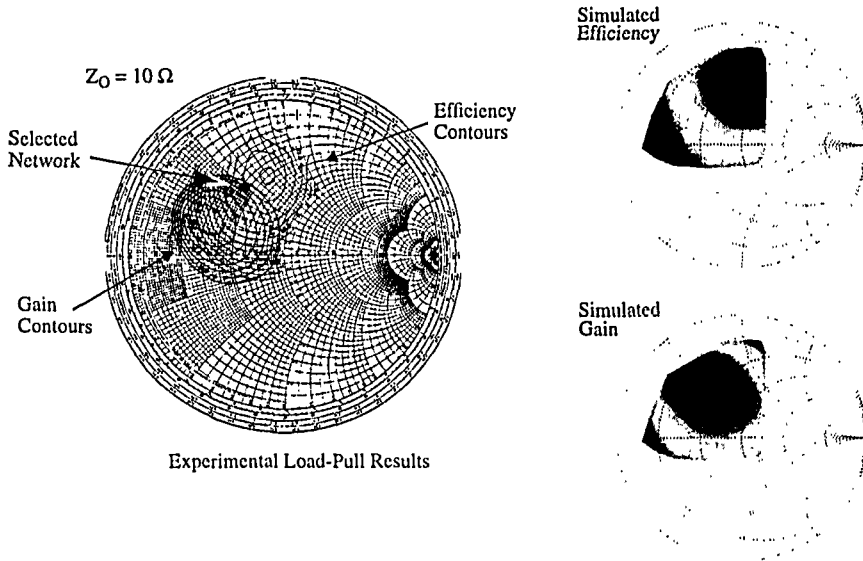 Z_O = 10 Ω
Selected
Network
Efficiency
Contours
Gain
Contours
Experimental Load-Pull Results
Simulated
Efficiency
Simulated
Gain